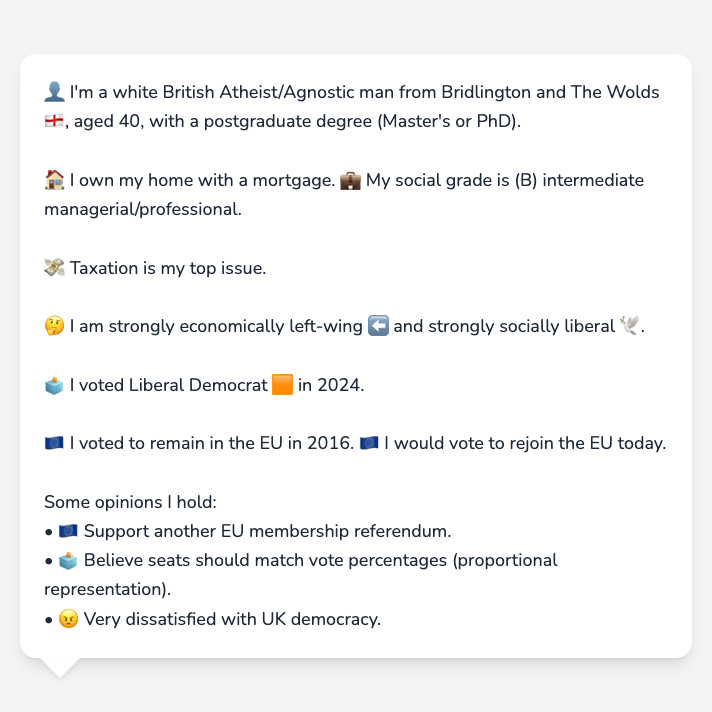 👤 I'm a white British Atheist/Agnostic man from Bridlington and The Wolds
🏴󠁧󠁢󠁥󠁮󠁧󠁿, aged 40, with a postgraduate degree (Master's or PhD).
🏠 I own my home with a mortgage. 💼 My social grade is (B) intermediate
managerial/professional.
💸 Taxation is my top issue.
🤔 I am strongly economically left-wing ⬅️ and strongly socially liberal 🕊️.
🗳️ I voted Liberal Democrat 🟧 in 2024.
🇪🇺 I voted to remain in the EU in 2016. 🇪🇺 I would vote to rejoin the EU today.
Some opinions I hold:
• 🇪🇺 Support another EU membership referendum.
• 🗳️ Believe seats should match vote percentages (proportional
representation).
• 😠 Very dissatisfied with UK democracy.